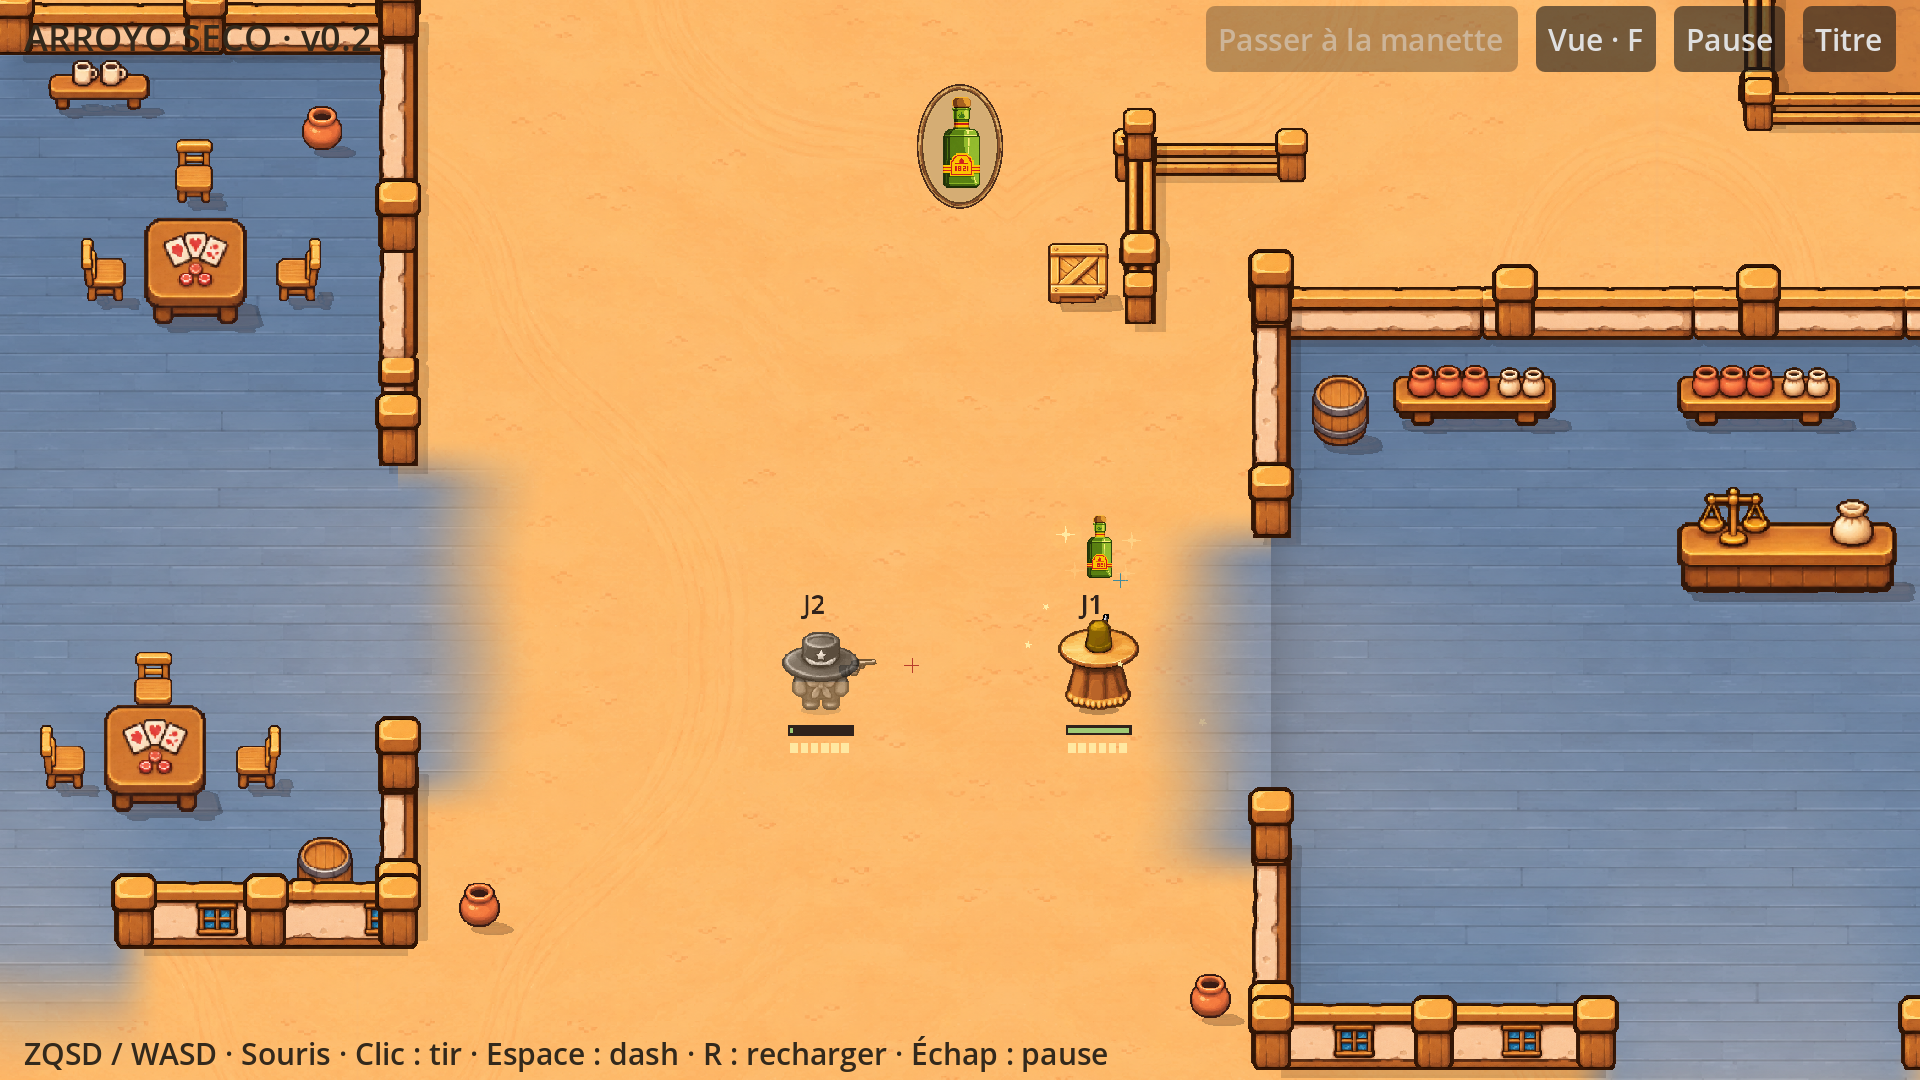 ARROYO SECO · v0.2
Passer à la manette
Vue · F
Pause
Titre
J2
J1
ZQSD / WASD · Souris · Clic : tir · Espace : dash · R : recharger · Échap : pause